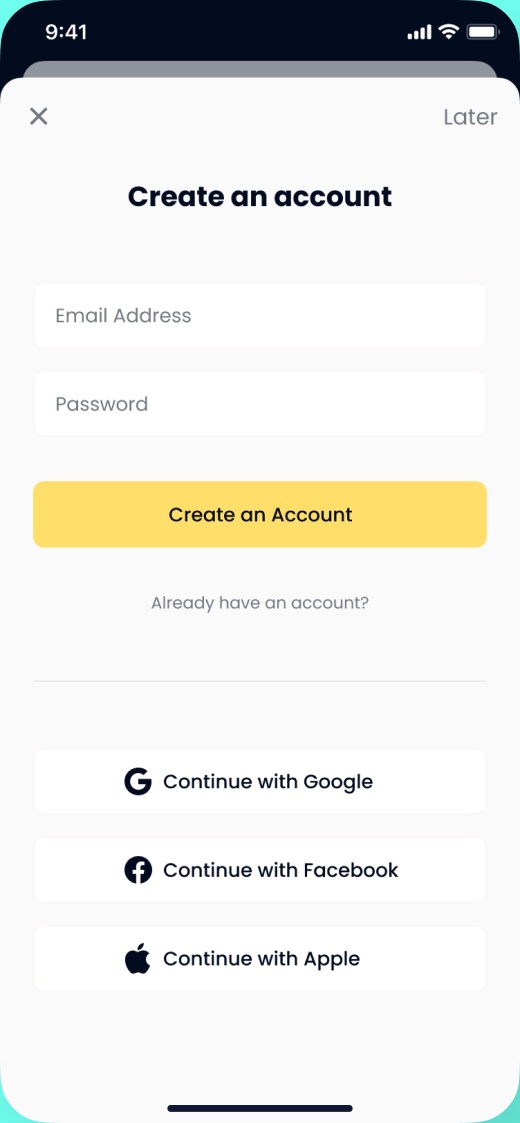 9:41
Later
Create an account
Email Address
Password
Create an Account
Already have an account?
Continue with Google
Continue with Facebook
Continue with Apple